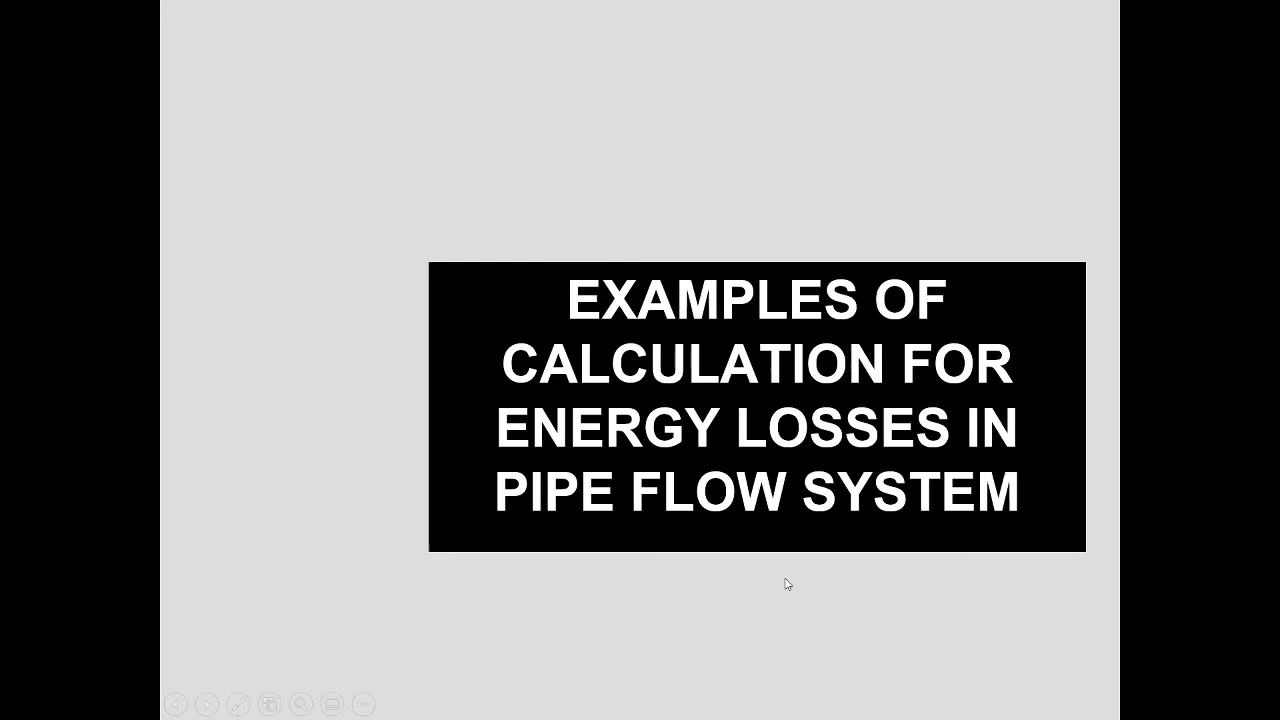 EXAMPLES OF
CALCULATION FOR
ENERGY LOSSES IN
PIPE FLOW SYSTEM